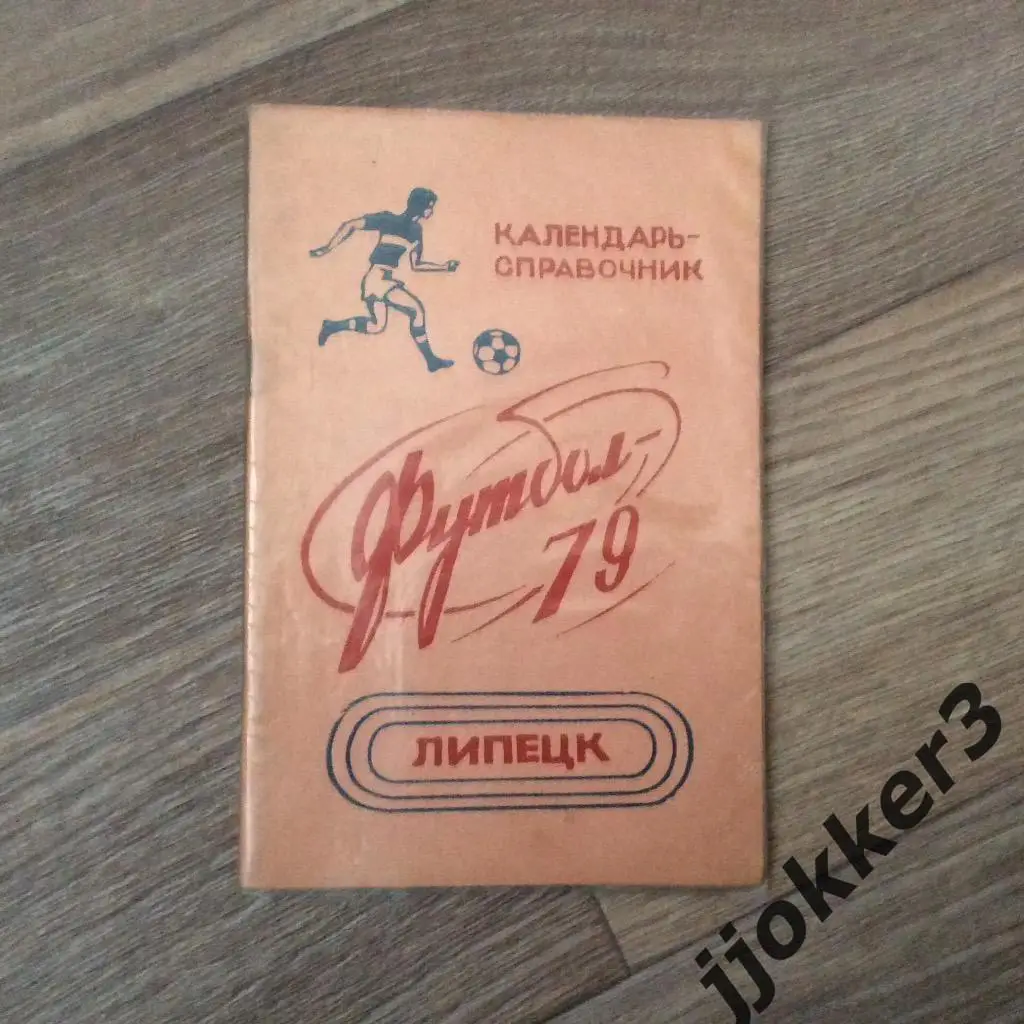 КАЛЕНДАРЬ-
СПРАВОЧНИК
Футбол-
79
ЛИПЕЦК
jjokker3